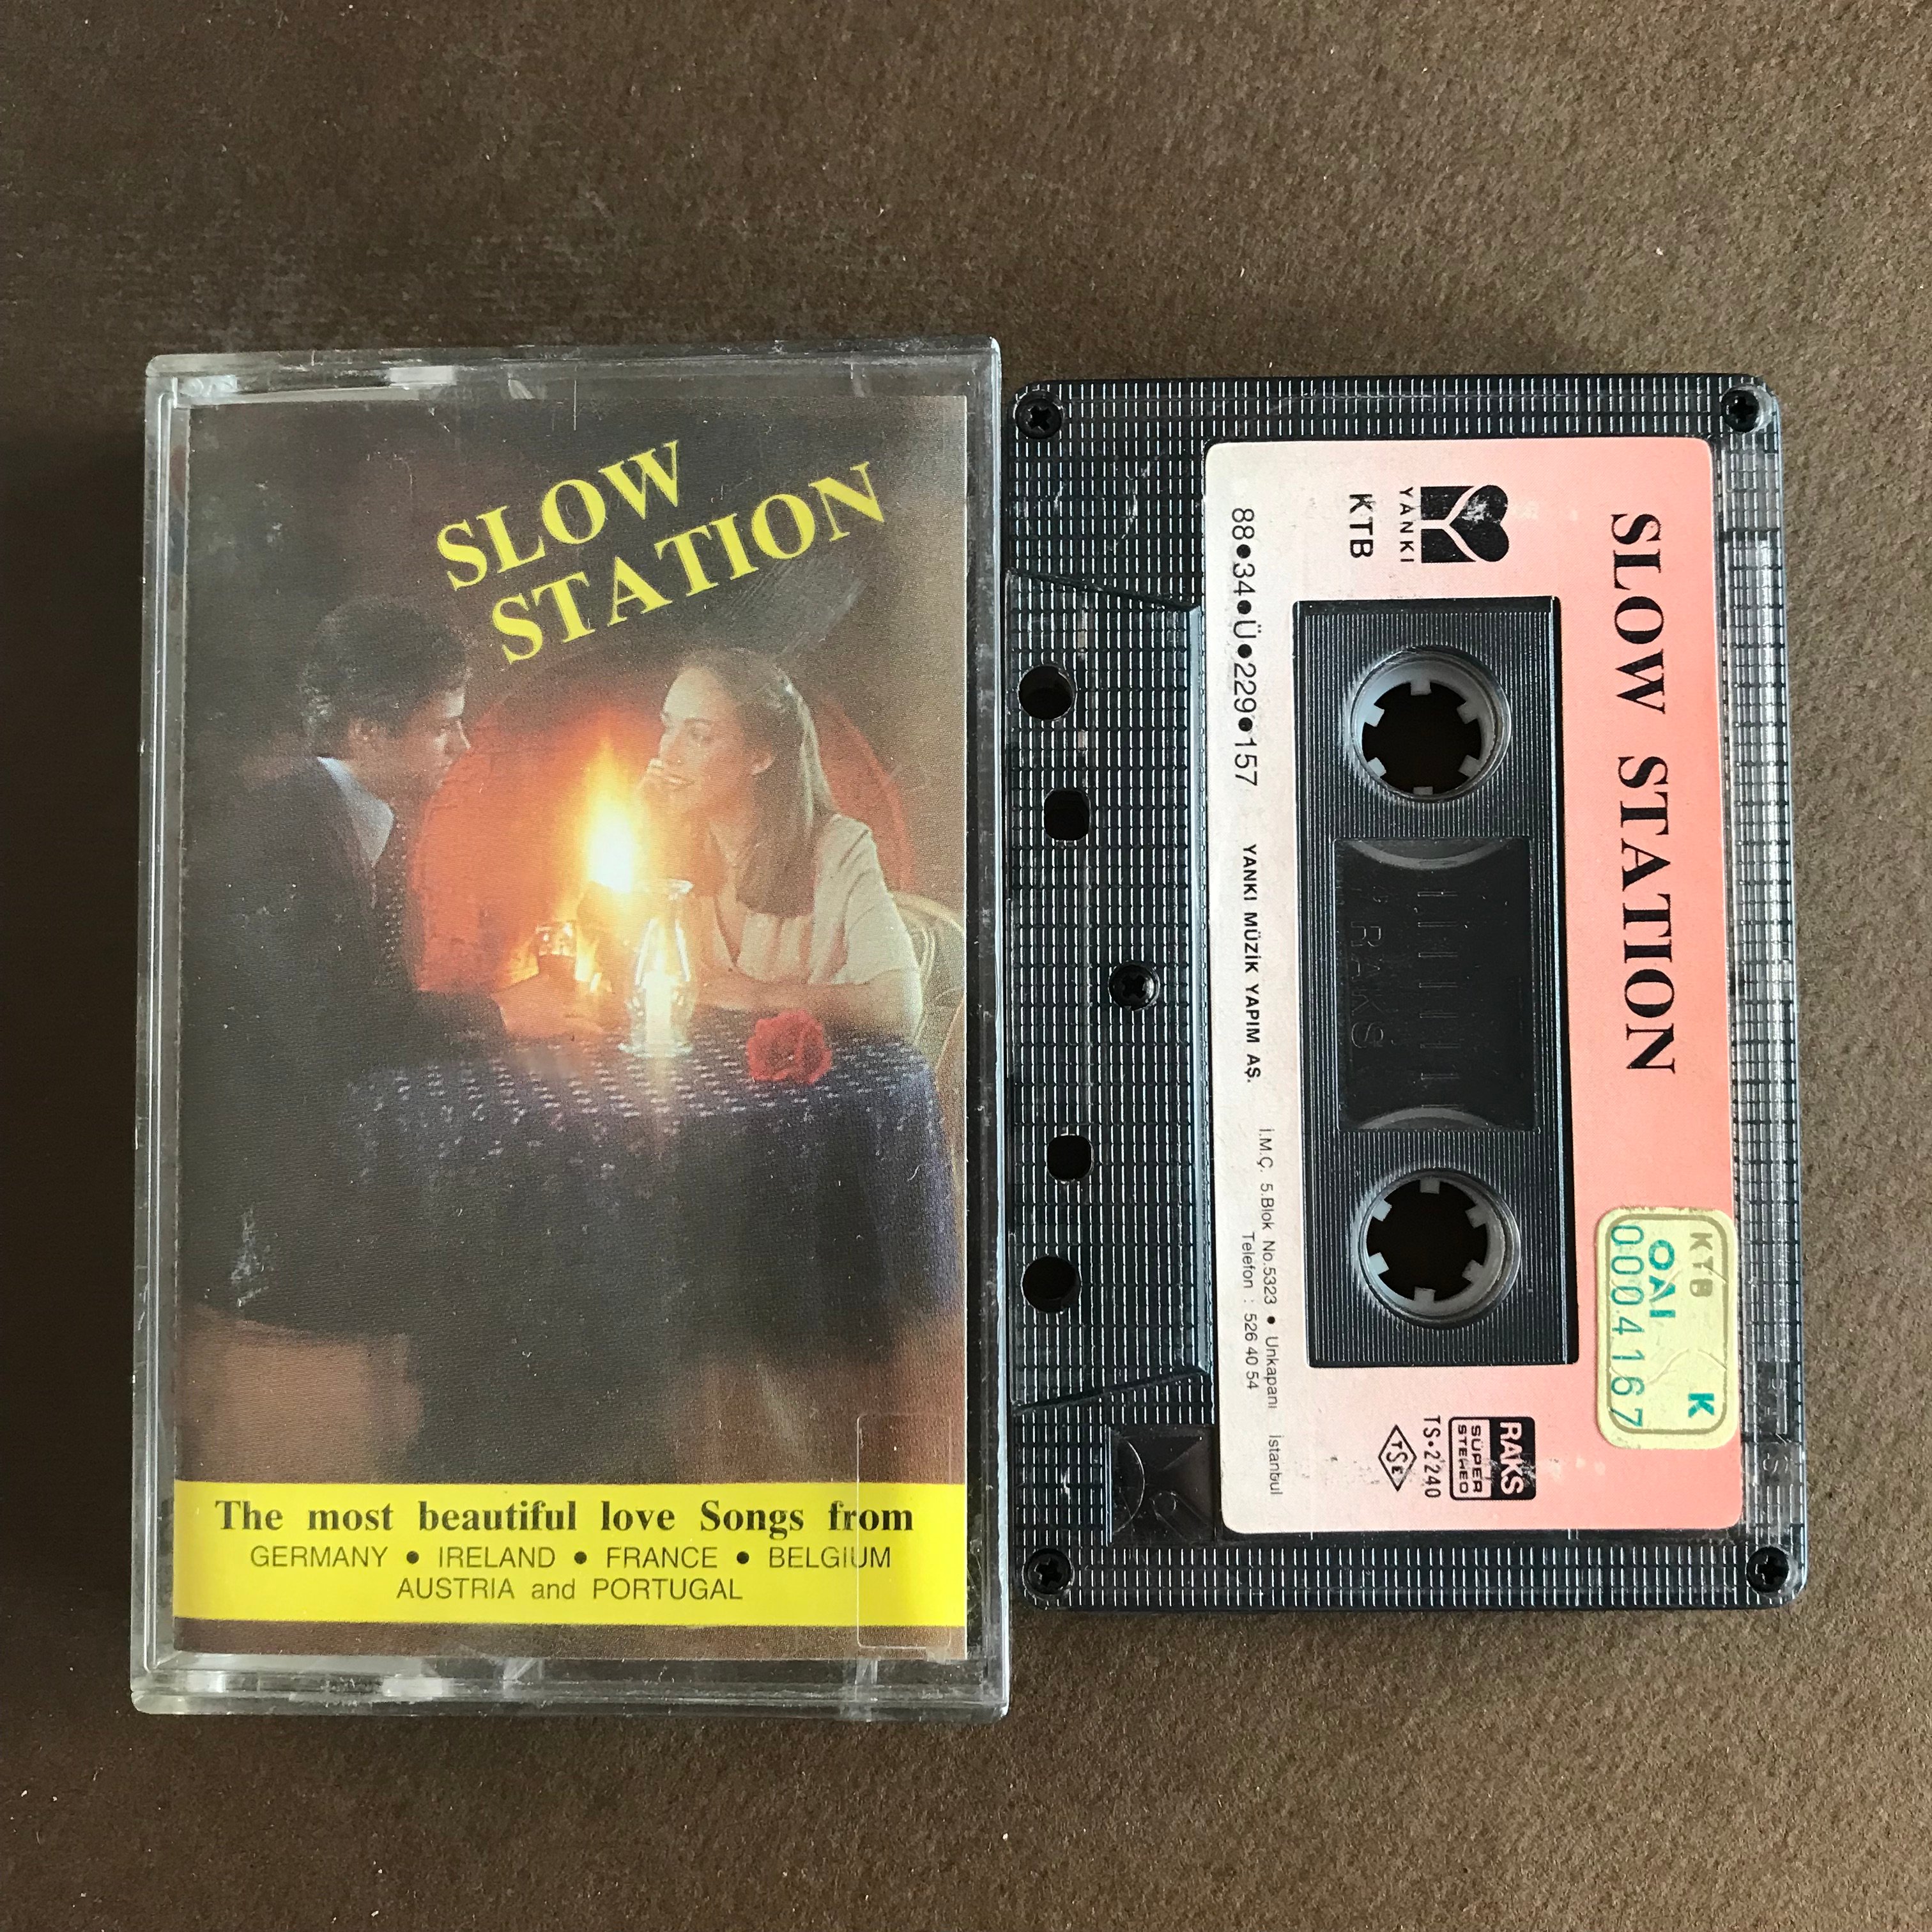 SLOW
STATION
The most beautiful love Songs from
GERMANY • IRELAND • FRANCE • BELGIUM
AUSTRIA and PORTUGAL
SLOW STATION
YANKI
KTB
KTB K
OAI
0004167
RAKS
RAKS
SÜPER
STEREO
TS•2240
TSE
88•34•Ü•229•157 YANKI MÜZİK YAPIM AŞ. İ.M.Ç. 5.Blok No.5323 • Unkapanı İstanbul
Telefon : 526 40 54